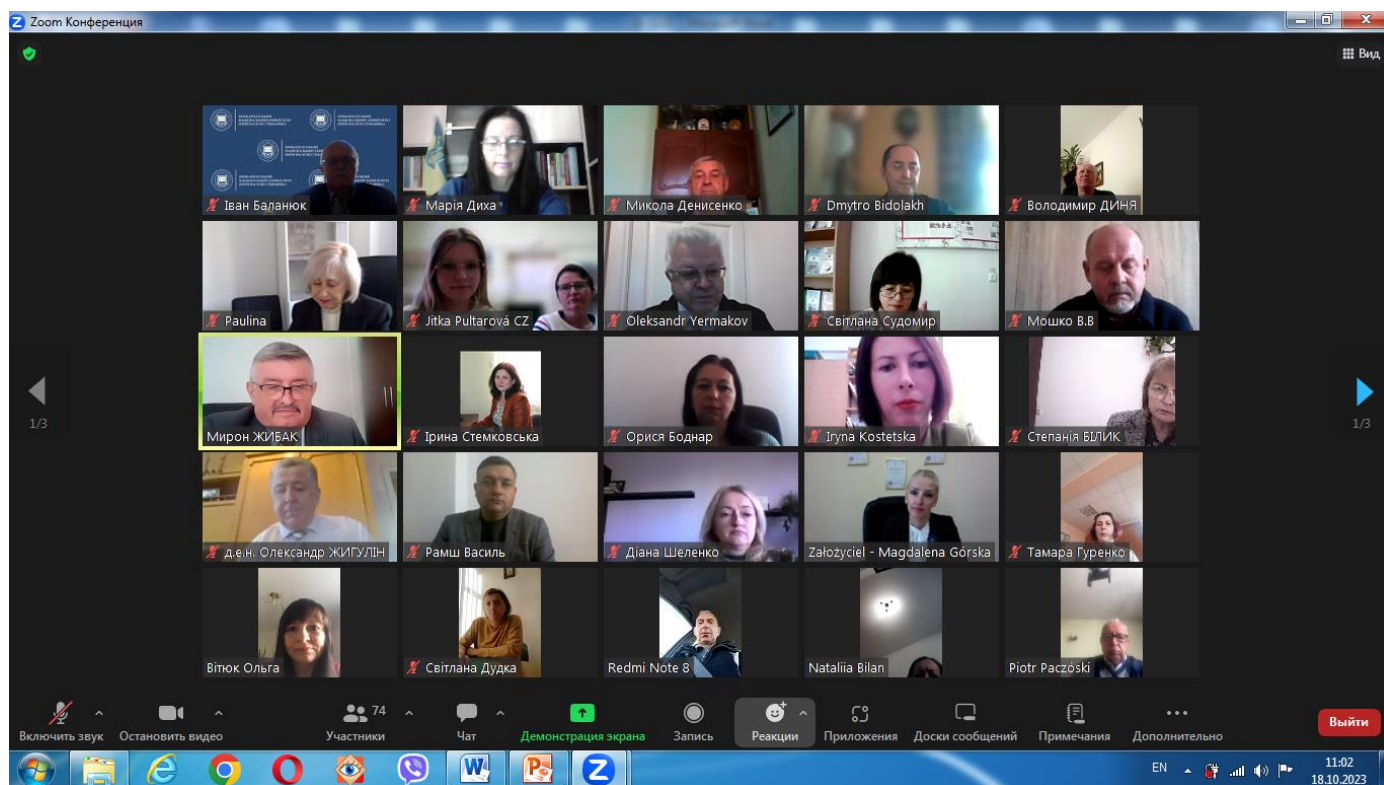 Zoom Конференция
Вид
Іван Баланюк
Марія Диха
Микола Денисенко
Dmytro Bidolakh
Володимир ДИНЯ
Paulina
Jitka Pultarová CZ
Oleksandr Yermakov
Світлана Судомир
Мошко В.В
Мирон ЖИБАК
Ірина Стемковська
Орися Боднар
Iryna Kostetska
Степанія ВІЛИК
1/3
1/3
д.е.н. Олександр ЖИГУЛІН
Рамш Василь
Діана Шеленко
Założyciel - Magdalena Górska
Тамара Гуренко
Вітюк Ольга
Світлана Дудка
Redmi Note 8
Nataliia Bilan
Piotr Paczóski
74
Включить звук
Остановить видео
Участники
Чат
Демонстрация экрана
Запись
Реакции
Приложения
Доски сообщений
Примечания
Дополнительно
Выйти
EN
11:02
18.10.2023